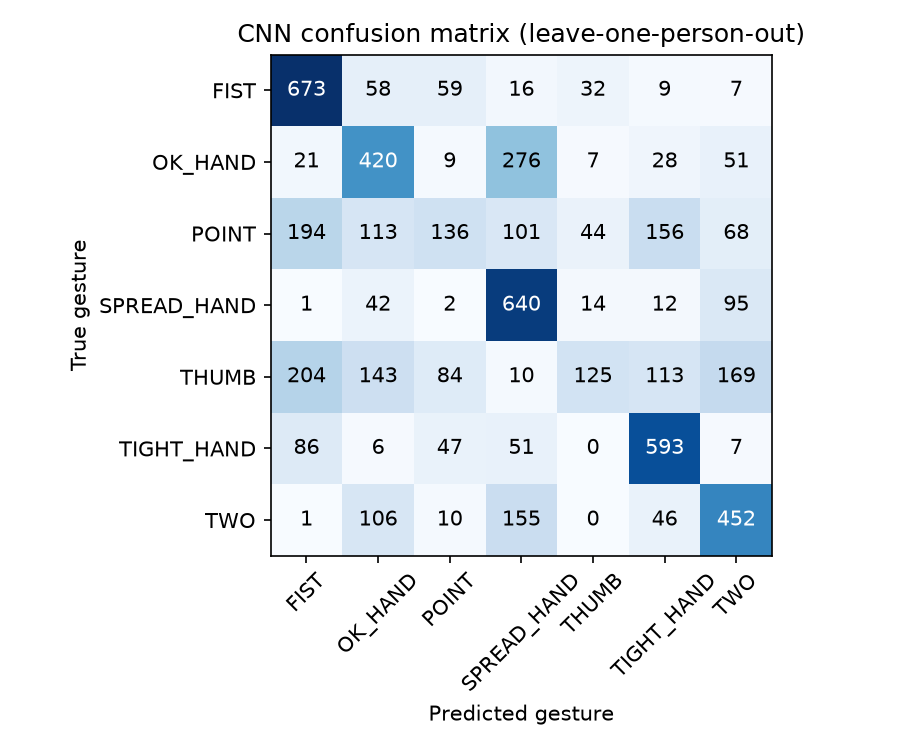 CNN confusion matrix (leave-one-person-out)
FIST 673 58 59 16 32 9 7
OK_HAND 21 420 9 276 7 28 51
POINT 194 113 136 101 44 156 68
SPREAD_HAND 1 42 2 640 14 12 95
THUMB 204 143 84 10 125 113 169
TIGHT_HAND 86 6 47 51 0 593 7
TWO 1 106 10 155 0 46 452
True gesture
FIST OK_HAND POINT SPREAD_HAND THUMB TIGHT_HAND TWO
Predicted gesture